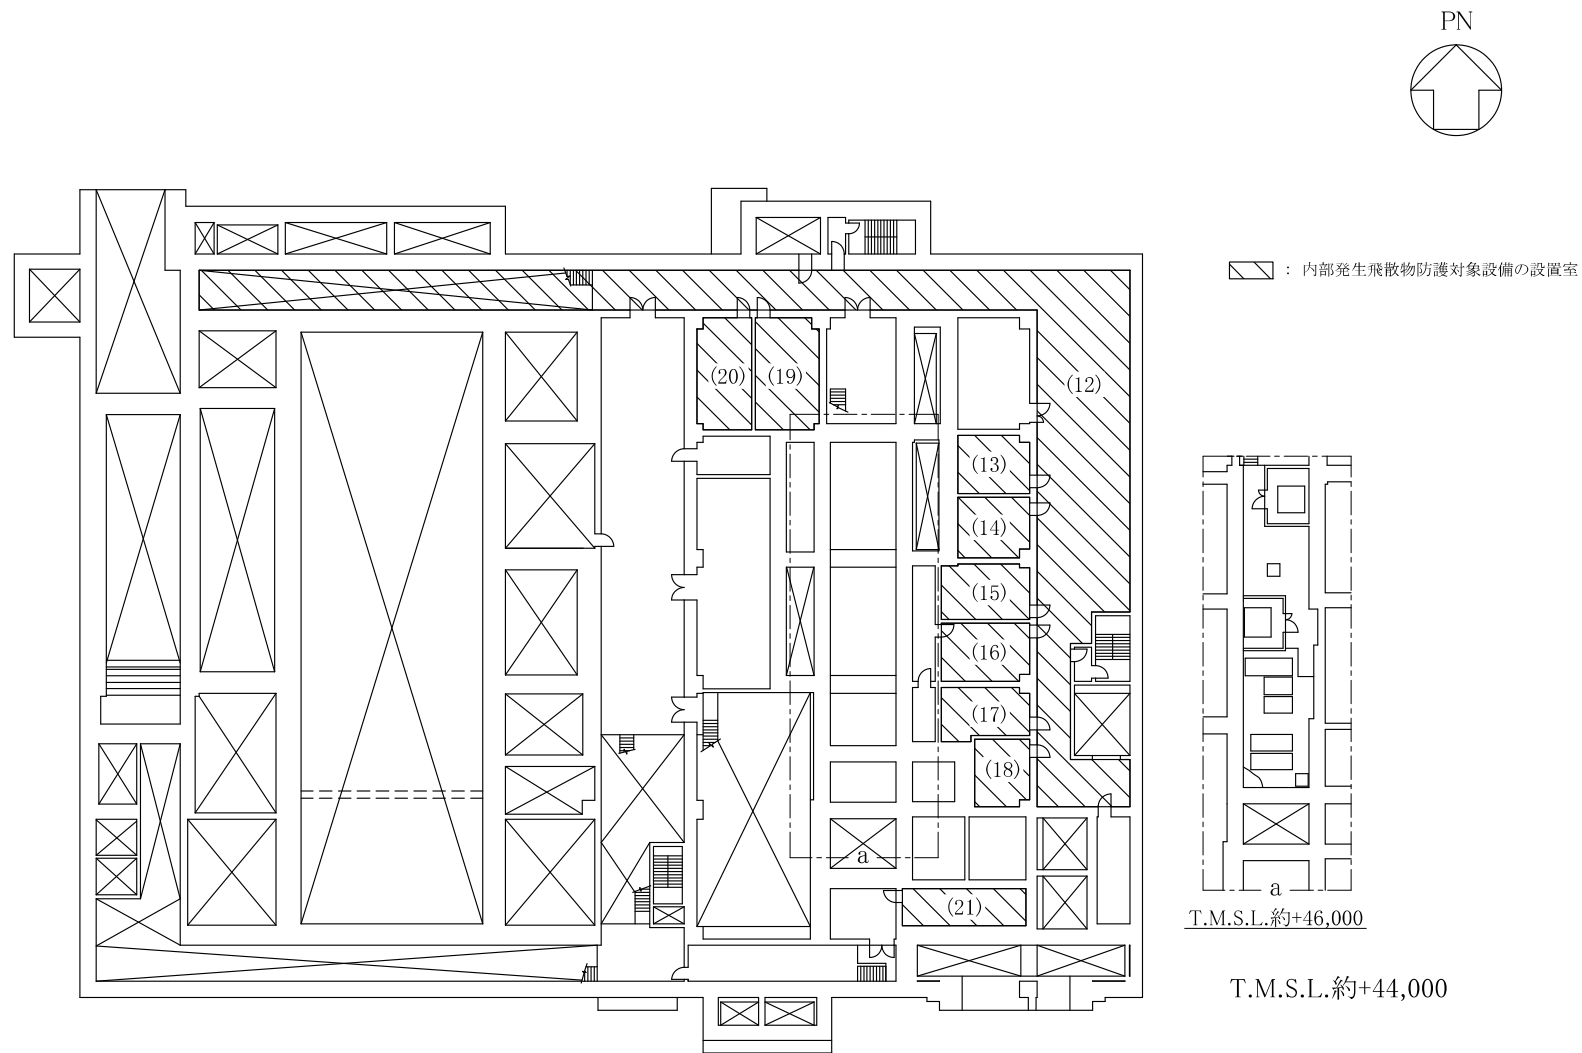 PN
: 内部発生飛散物防護対象設備の設置室
(20)
(19)
(12)
(13)
(14)
(15)
(16)
(17)
(18)
a
(21)
a
T.M.S.L.約+46,000
T.M.S.L.約+44,000